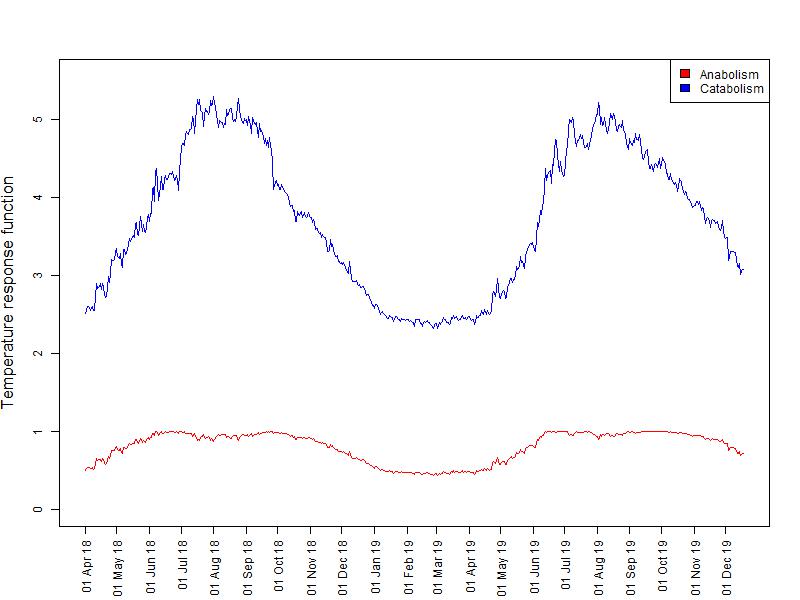 Anabolism
Catabolism
Temperature response function
5
4
3
2
1
0
01 Apr 18
01 May 18
01 Jun 18
01 Jul 18
01 Aug 18
01 Sep 18
01 Oct 18
01 Nov 18
01 Dec 18
01 Jan 19
01 Feb 19
01 Mar 19
01 Apr 19
01 May 19
01 Jun 19
01 Jul 19
01 Aug 19
01 Sep 19
01 Oct 19
01 Nov 19
01 Dec 19